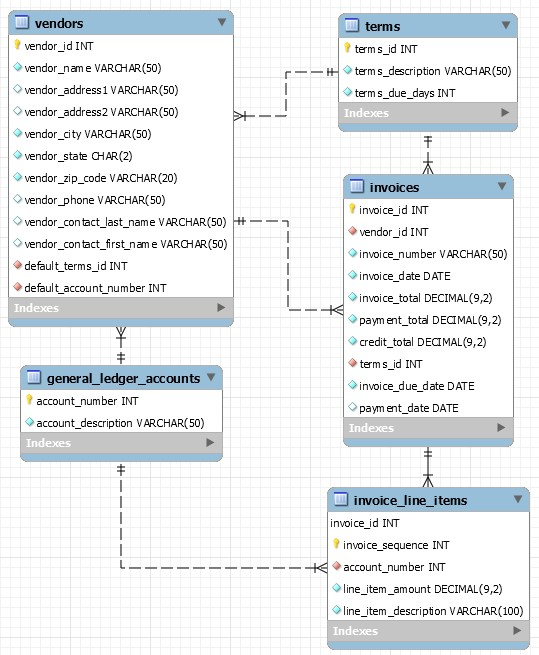 vendors
vendor_id INT
vendor_name VARCHAR(50)
vendor_address1 VARCHAR(50)
vendor_address2 VARCHAR(50)
vendor_city VARCHAR(50)
vendor_state CHAR(2)
vendor_zip_code VARCHAR(20)
vendor_phone VARCHAR(50)
vendor_contact_last_name VARCHAR(50)
vendor_contact_first_name VARCHAR(50)
default_terms_id INT
default_account_number INT
Indexes
terms
terms_id INT
terms_description VARCHAR(50)
terms_due_days INT
Indexes
invoices
invoice_id INT
vendor_id INT
invoice_number VARCHAR(50)
invoice_date DATE
invoice_total DECIMAL(9,2)
payment_total DECIMAL(9,2)
credit_total DECIMAL(9,2)
terms_id INT
invoice_due_date DATE
payment_date DATE
Indexes
general_ledger_accounts
account_number INT
account_description VARCHAR(50)
Indexes
invoice_line_items
invoice_id INT
invoice_sequence INT
account_number INT
line_item_amount DECIMAL(9,2)
line_item_description VARCHAR(100)
Indexes